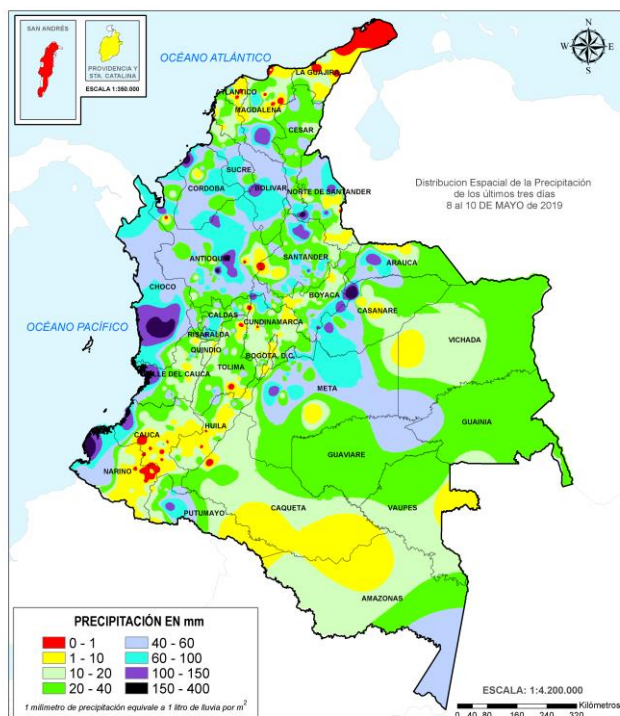 SAN ANDRÉS
PROVIDENCIA Y
STA. CATALINA
ESCALA 1:350.000
OCÉANO ATLÁNTICO
N
W
E
S
LA GUAJIRA
ATLANTICO
MAGDALENA
CESAR
SUCRE
CORDOBA
BOLIVAR
NORTE DE SANTANDER
Distribucion Espacial de la Precipitación
de los últimos tres días
8 al 10 DE MAYO de 2019
ANTIOQUIA
SANTANDER
ARAUCA
CHOCO
BOYACA
CASANARE
OCÉANO PACÍFICO
CALDAS
CUNDINAMARCA
RISARALDA
VICHADA
QUINDIO
BOGOTA, D.C.
VALLE DEL CAUCA
TOLIMA
META
GUAINIA
HUILA
CAUCA
GUAVIARE
NARIÑO
CAQUETA
VAUPES
PUTUMAYO
AMAZONAS
PRECIPITACIÓN EN mm
0 - 1
40 - 60
1 - 10
60 - 100
10 - 20
100 - 150
20 - 40
150 - 400
1 milimetro de precipitación equivale a 1 litro de lluvia por m²
ESCALA: 1:4.200.000
Kilómetros
0 40 80 160 240 320